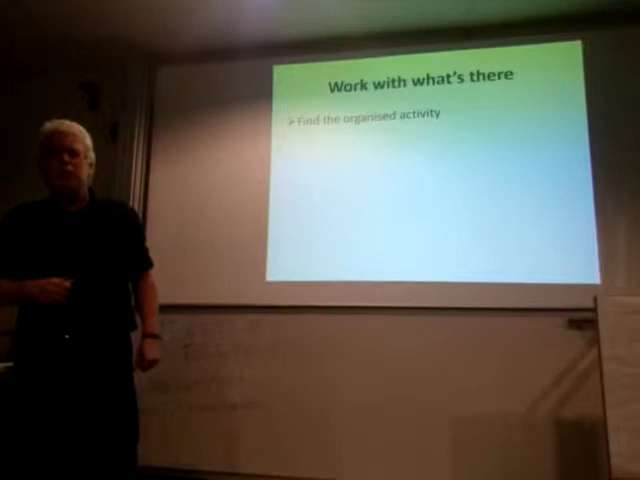 Work with what's there
➢Find the organised activity